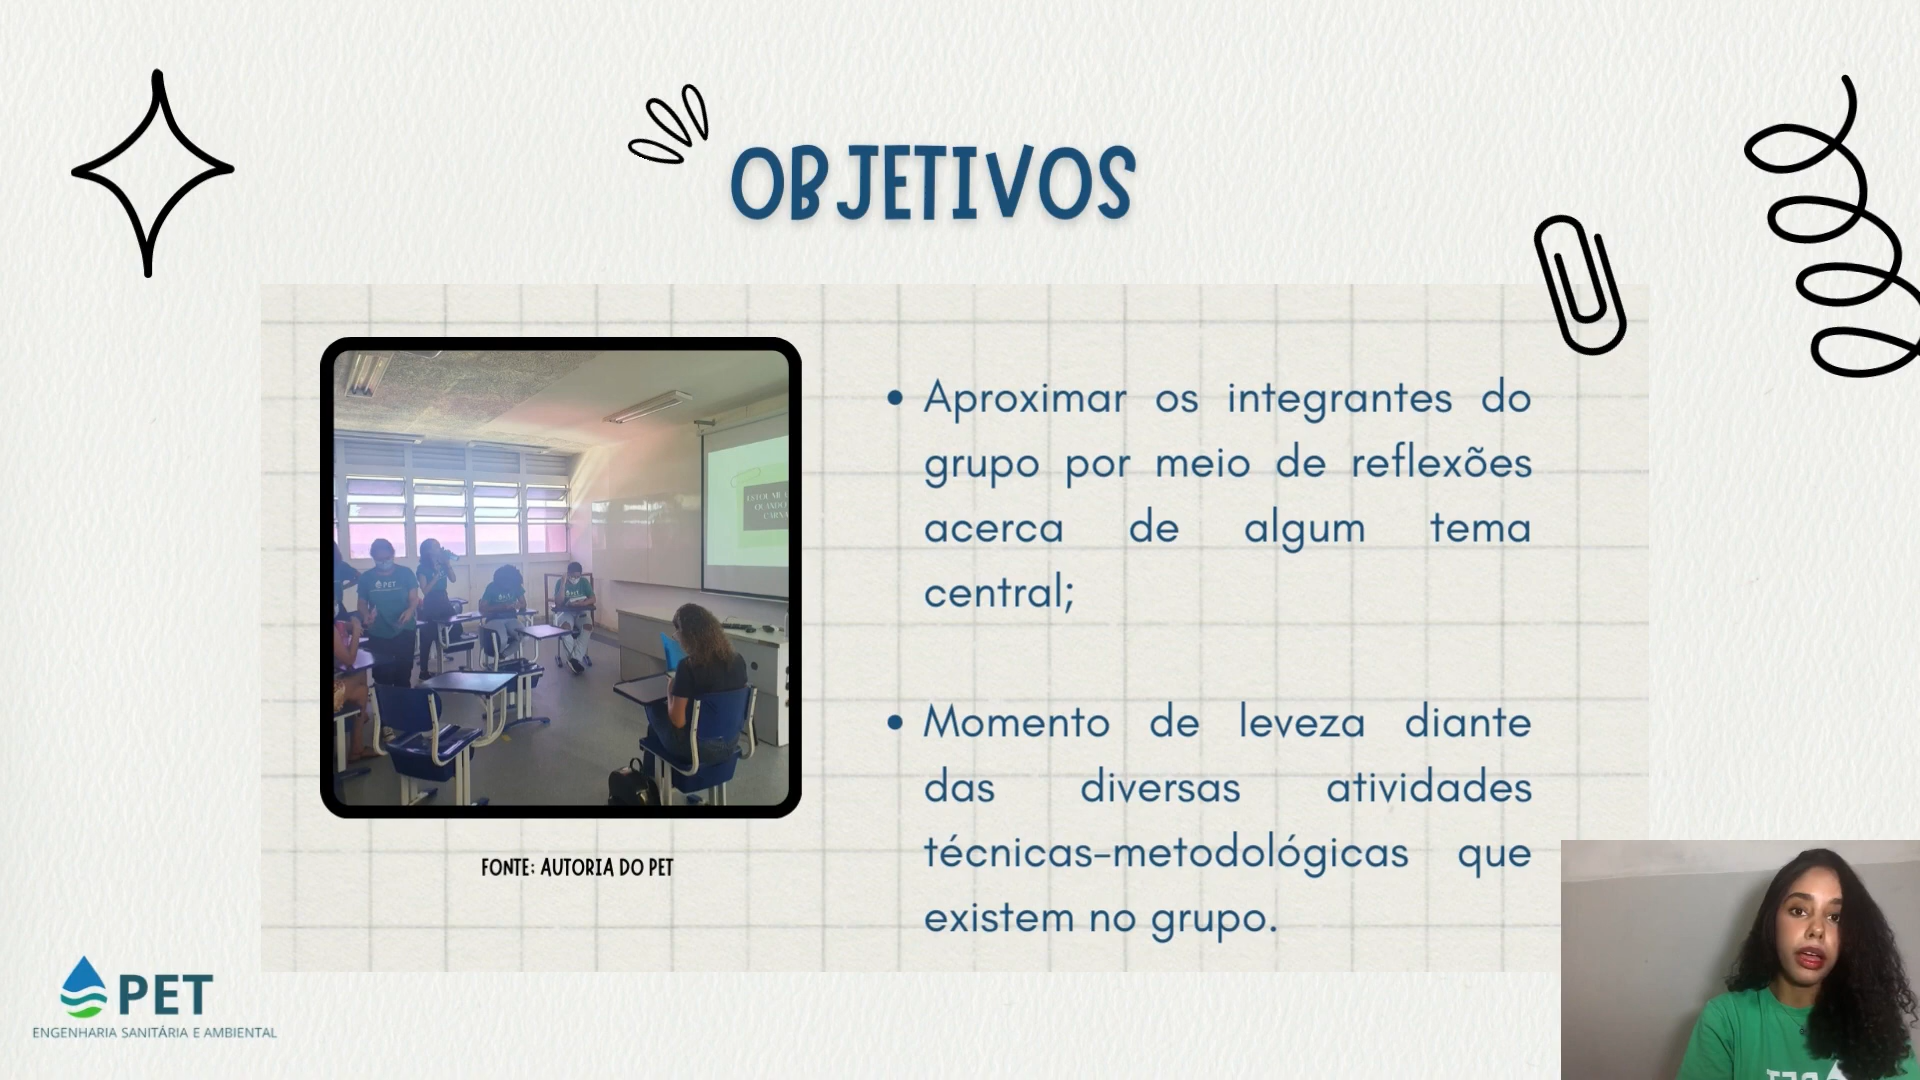 OBJETIVOS
Aproximar os integrantes do
grupo por meio de reflexões
acerca de algum tema
central;
Momento de leveza diante
das diversas atividades
técnicas-metodológicas que
existem no grupo.
FONTE: AUTORIA DO PET
PET
ENGENHARIA SANITÁRIA E AMBIENTAL
PET